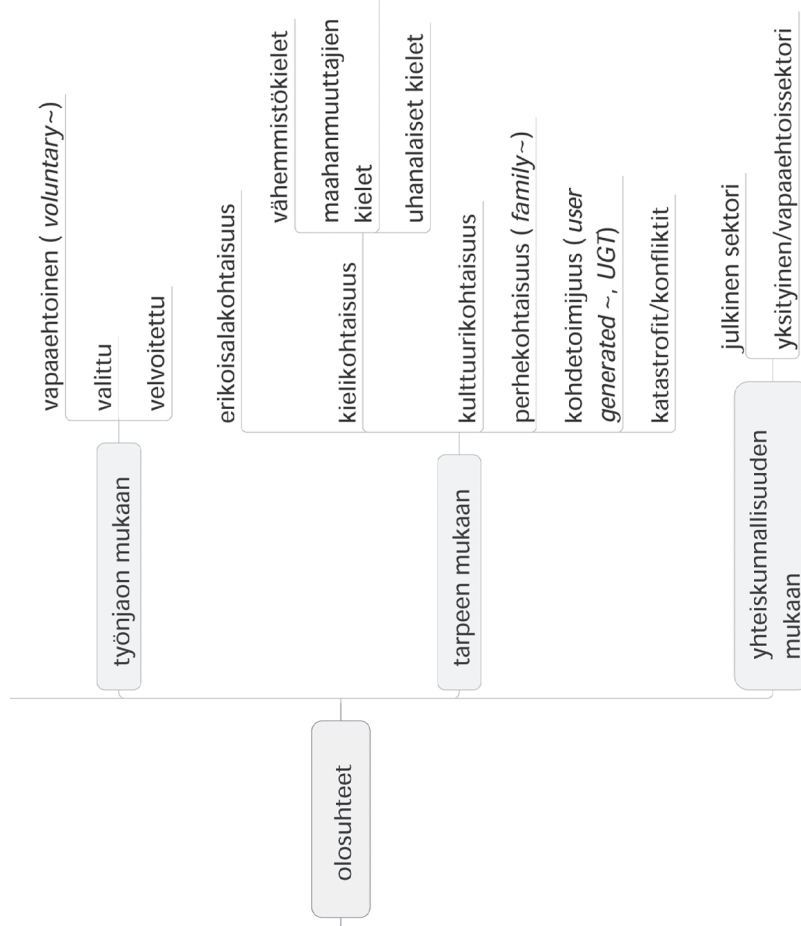 olosuhteet
työnjaon mukaan
vapaaehtoinen ( voluntary~)
valittu
velvoitettu
tarpeen mukaan
erikoisalakohtaisuus
kielikohtaisuus
vähemmistökielet
maahanmuuttajien
kielet
uhanalaiset kielet
kulttuurikohtaisuus
perhekohtaisuus ( family~)
kohdetoimijuus ( user
generated ~, UGT)
katastrofit/konfliktit
yhteiskunnallisuuden
mukaan
julkinen sektori
yksityinen/vapaaehtoissektori